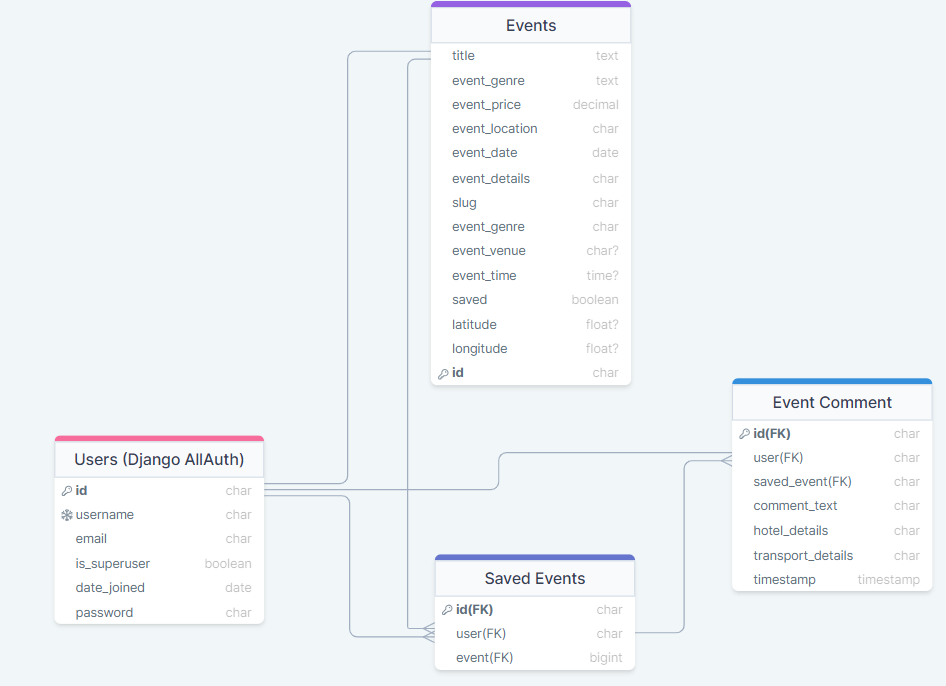 Events
title text
event_genre text
event_price decimal
event_location char
event_date date
event_details char
slug char
event_genre char
event_venue char?
event_time time?
saved boolean
latitude float?
longitude float?
id char
Users (Django AllAuth)
id char
username char
email char
is_superuser boolean
date_joined date
password char
Saved Events
id(FK) char
user(FK) char
event(FK) bigint
Event Comment
id(FK) char
user(FK) char
saved_event(FK) char
comment_text char
hotel_details char
transport_details char
timestamp timestamp